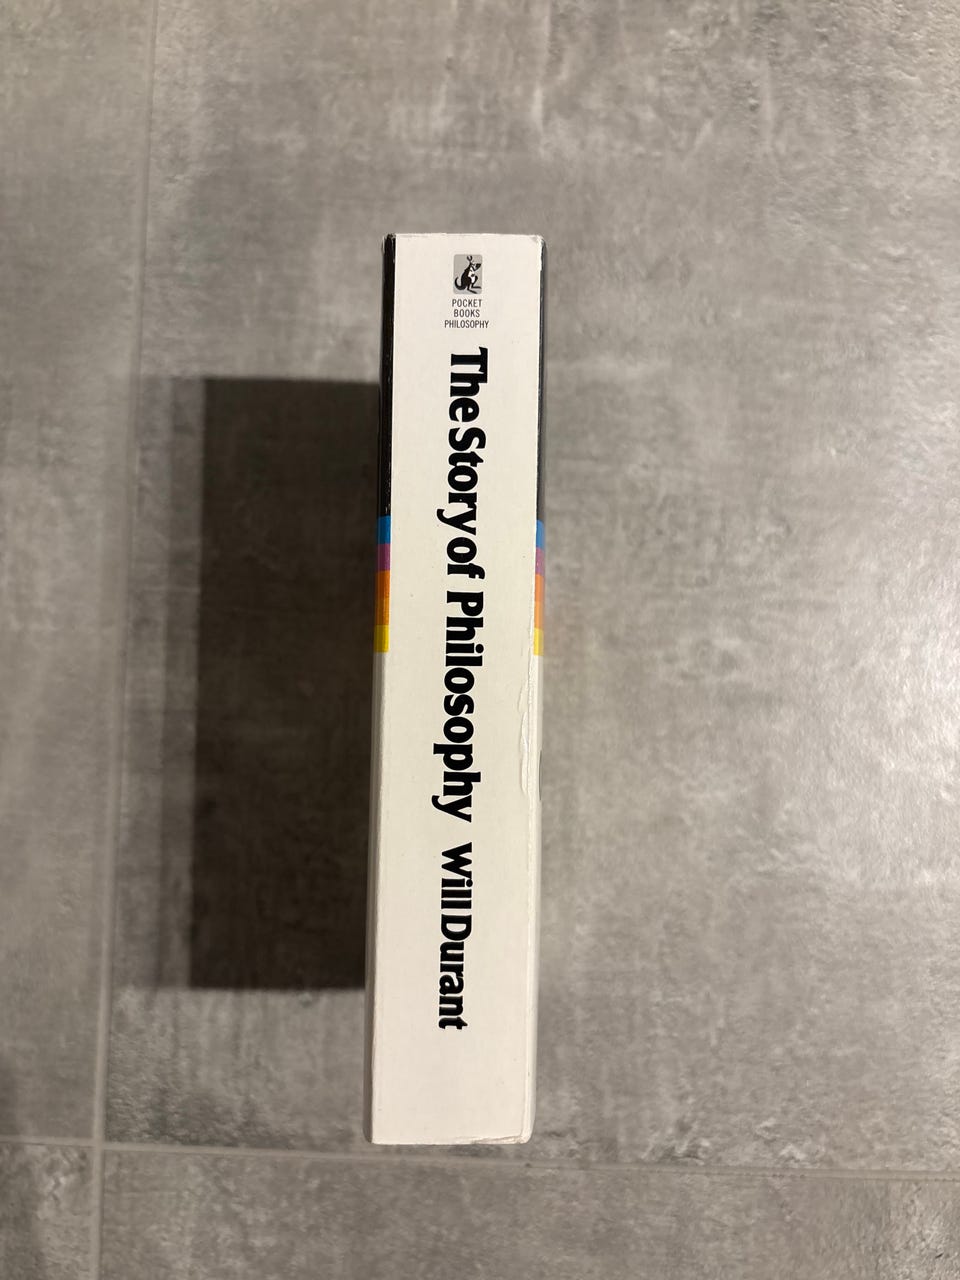 POCKET
BOOKS
PHILOSOPHY
The Story of Philosophy Will Durant